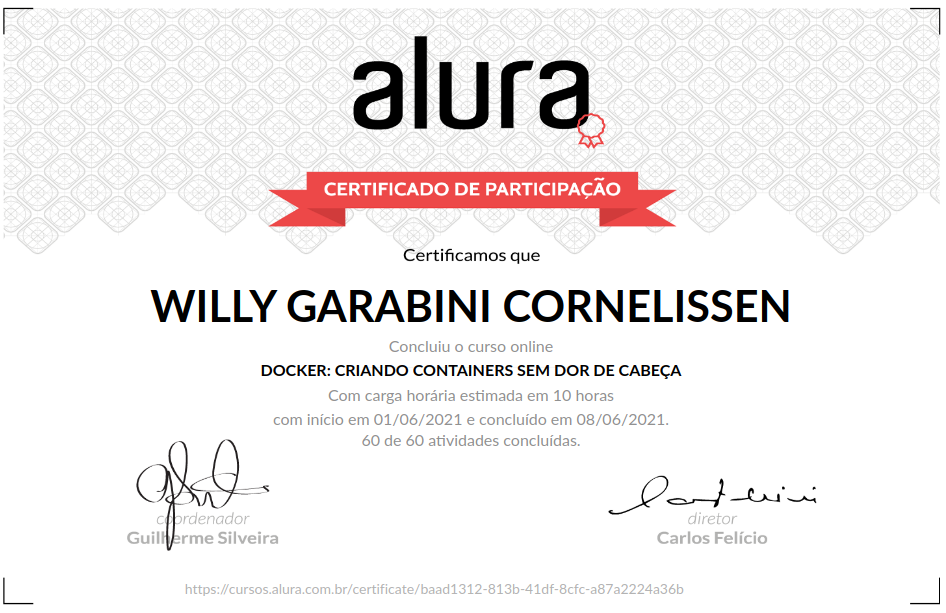 alura
CERTIFICADO DE PARTICIPAÇÃO
Certificamos que
WILLY GARABINI CORNELISSEN
Concluiu o curso online
DOCKER: CRIANDO CONTAINERS SEM DOR DE CABEÇA
Com carga horária estimada em 10 horas
com início em 01/06/2021 e concluído em 08/06/2021.
60 de 60 atividades concluídas.
coordenador
Guilherme Silveira
diretor
Carlos Felício
https://cursos.alura.com.br/certificate/baad1312-813b-41df-8cfc-a87a2224a36b